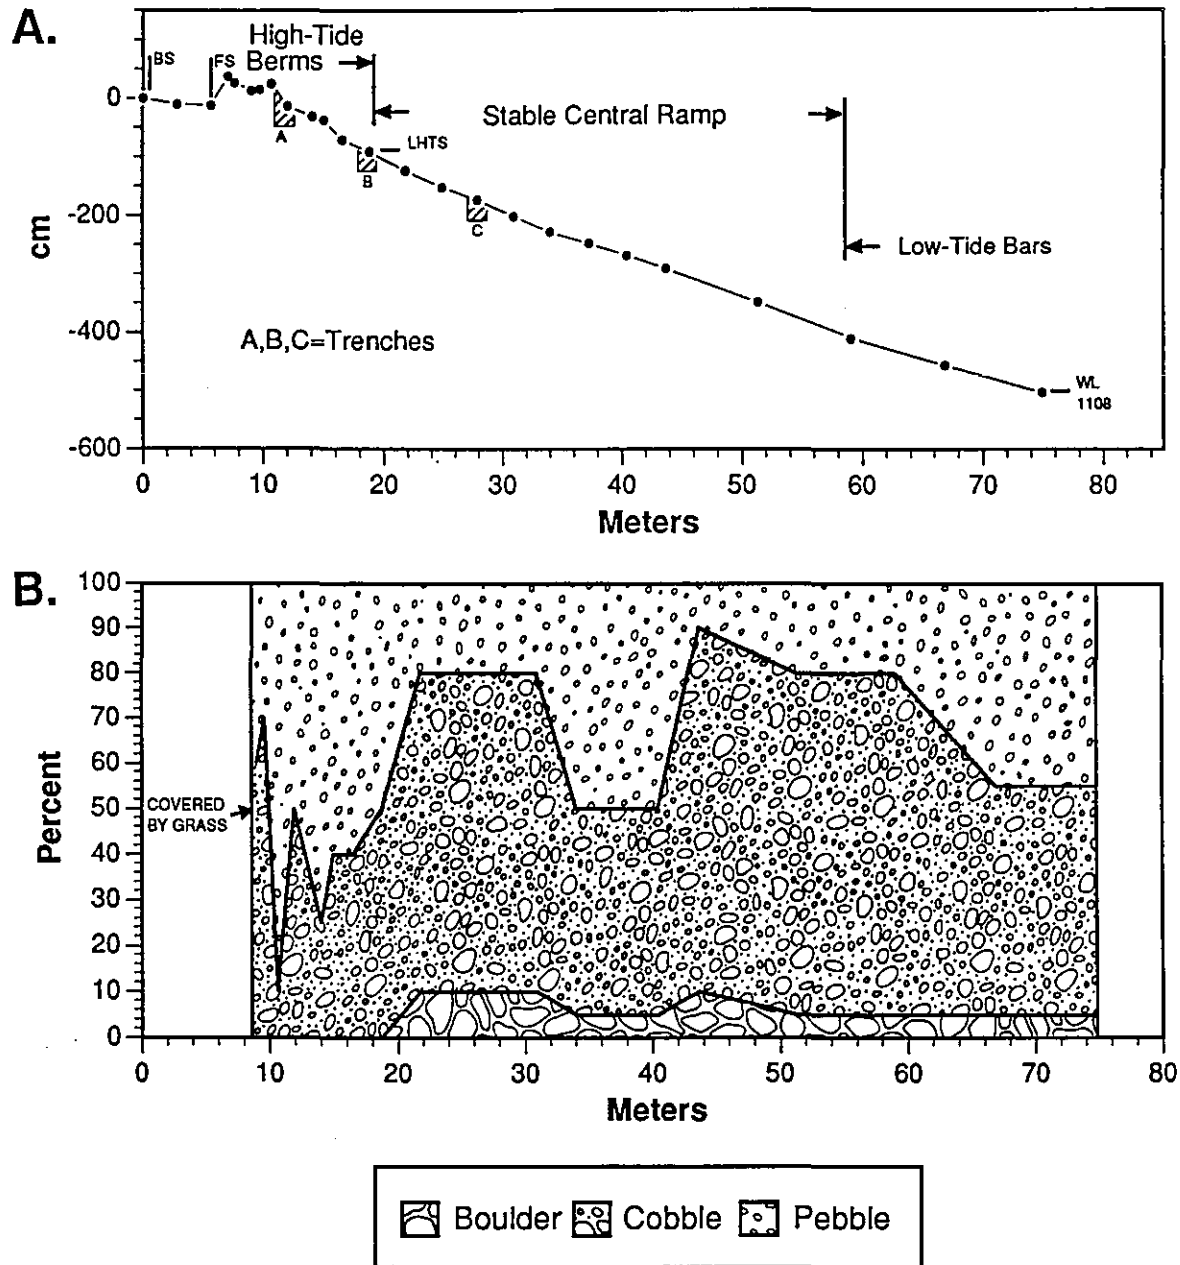 A.
BS
FS
High-Tide
Berms
Stable Central Ramp
Low-Tide Bars
LHTS
A
B
C
A,B,C=Trenches
WL
1108
cm
0
-200
-400
-600
0 10 20 30 40 50 60 70 80
Meters
B.
Percent
100
90
80
70
60
50
40
30
20
10
0
COVERED
BY GRASS
0 10 20 30 40 50 60 70 80
Meters
Boulder Cobble Pebble